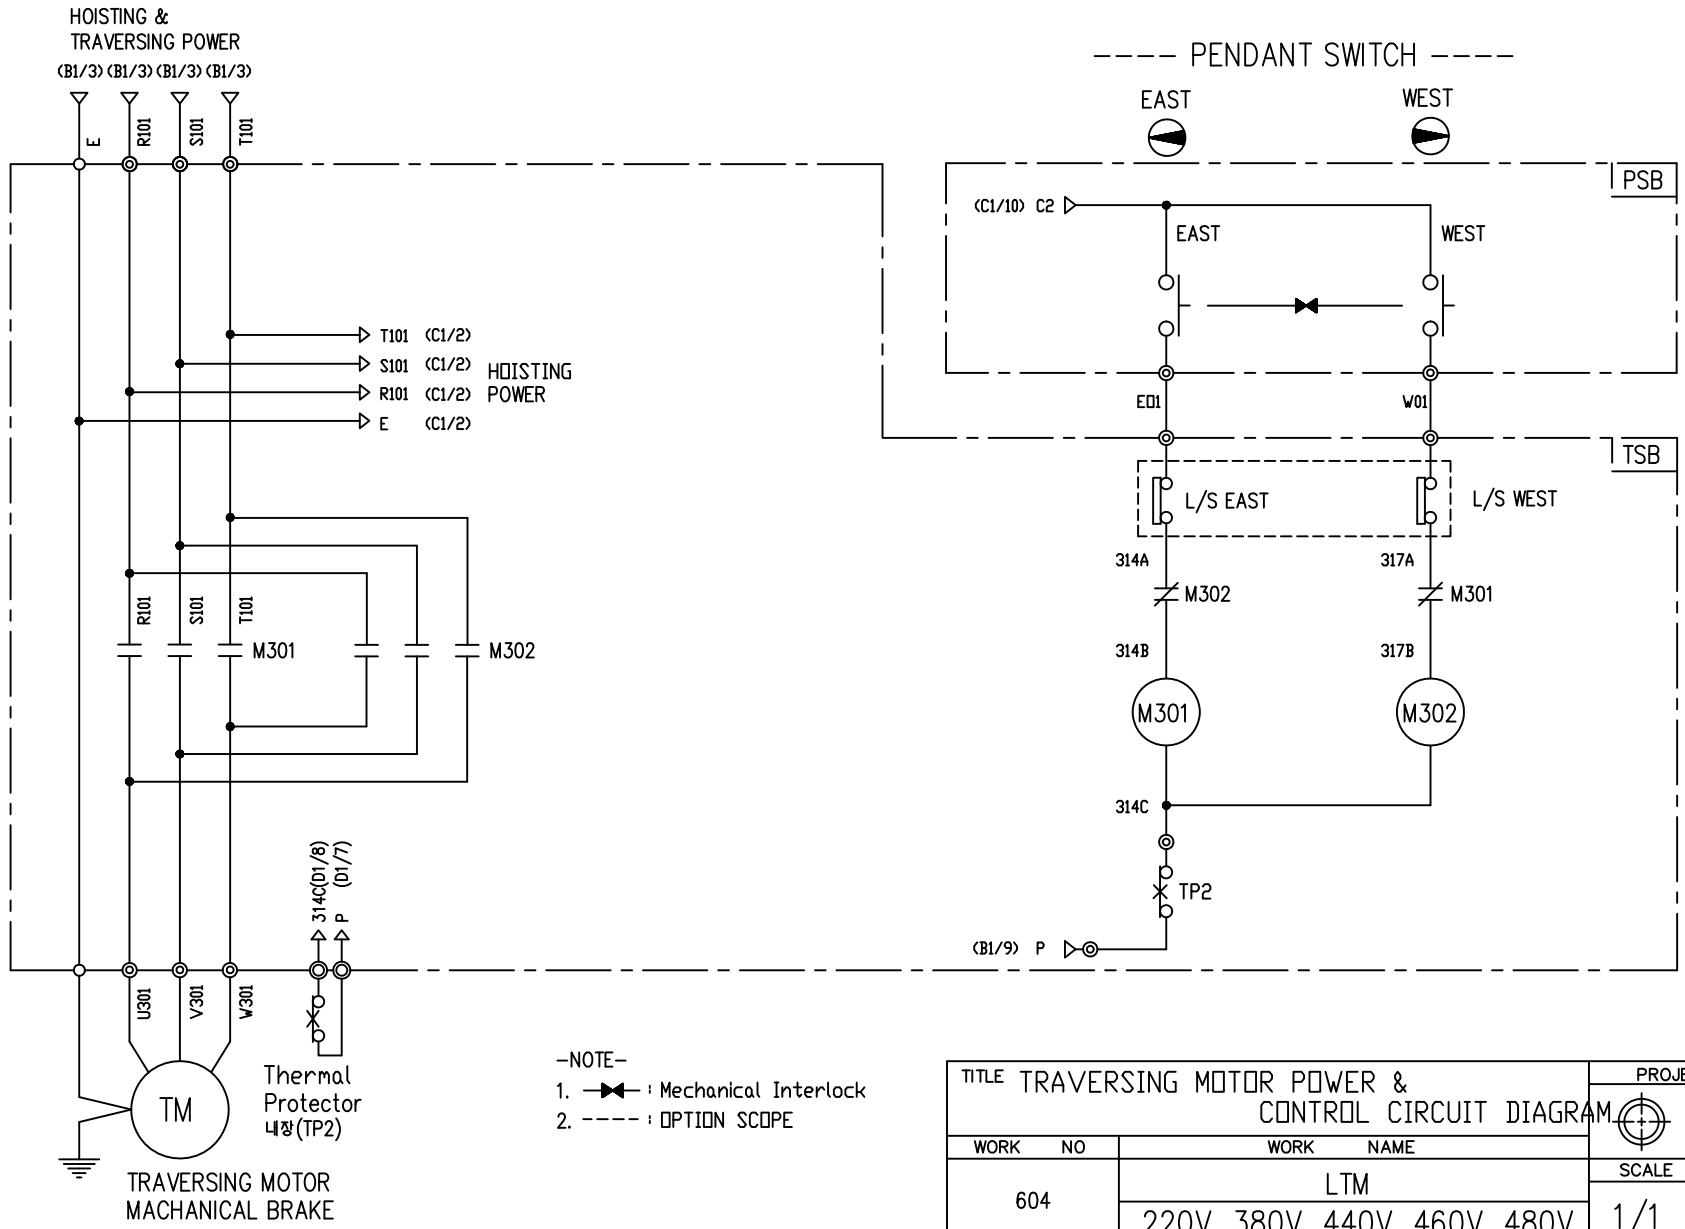 HOISTING &
TRAVERSING POWER
(B1/3) (B1/3) (B1/3) (B1/3)
E
R101
S101
T101
T101 (C1/2)
S101 (C1/2)
R101 (C1/2)
E (C1/2)
HOISTING
POWER
R101
S101
T101
M301
M302
314C(D1/8)
P (D1/7)
U301
V301
W301
TM
Thermal
Protector
내장(TP2)
TRAVERSING MOTOR
MACHANICAL BRAKE
---- PENDANT SWITCH ----
EAST
WEST
PSB
(C1/10) C2
EAST
WEST
E01
W01
TSB
L/S EAST
L/S WEST
314A
317A
M302
M301
314B
317B
M301
M302
314C
TP2
(B1/9) P
-NOTE-
1. : Mechanical Interlock
2. ---- : OPTION SCOPE
TITLE TRAVERSING MOTOR POWER &
CONTROL CIRCUIT DIAGRAM
PROJE
WORK NO
WORK NAME
SCALE
604
LTM
220V 380V 440V 460V 480V
1/1